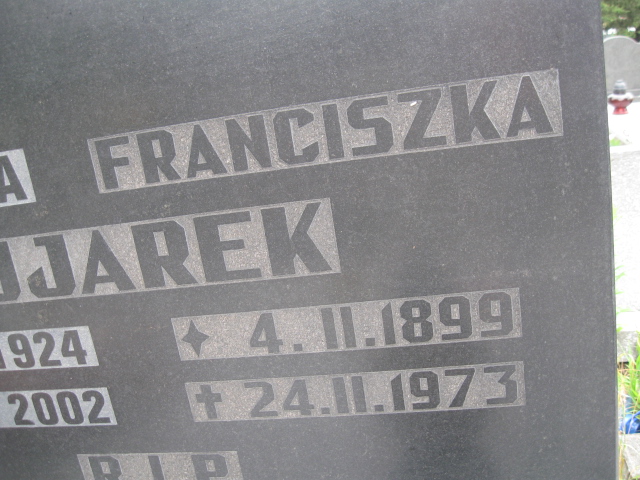 A FRANCISZKA
JAREK
1924 ✦ 4.II.1899
2002 ✝ 24.II.1973
R.I.P.